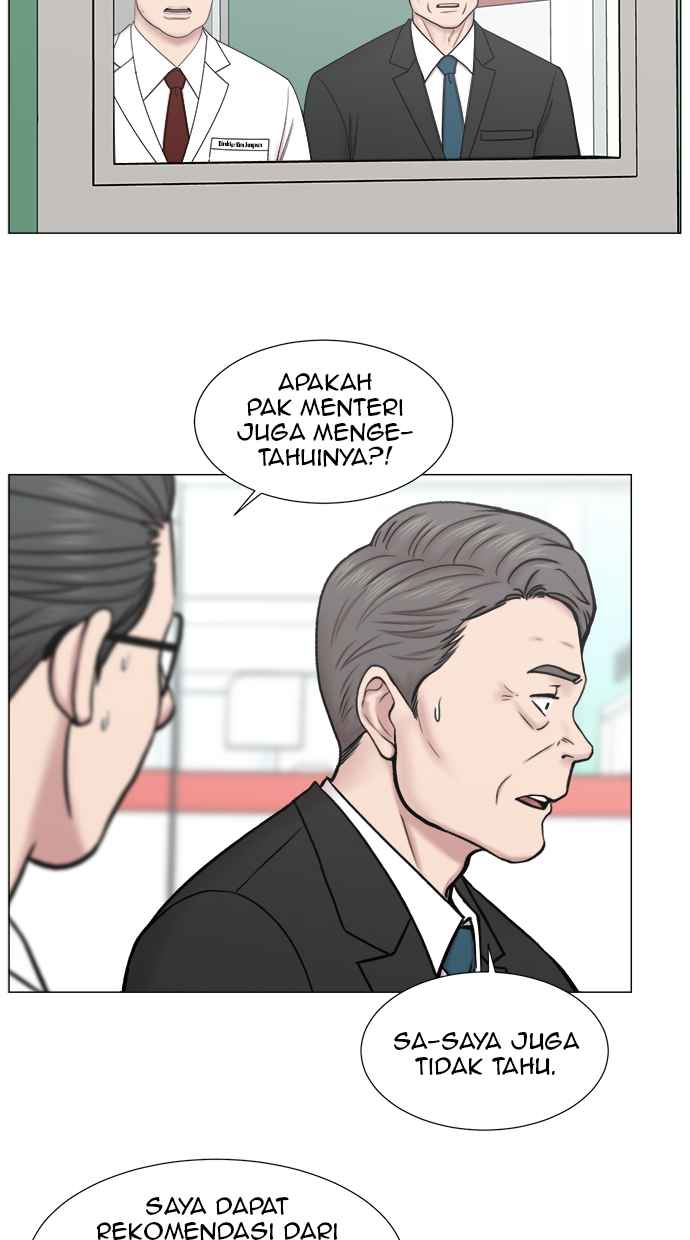 APAKAH
PAK MENTERI
JUGA MENGE-
TAHUINYA?!
SA-SAYA JUGA
TIDAK TAHU.
SAYA DAPAT
REKOMENDASI DARI